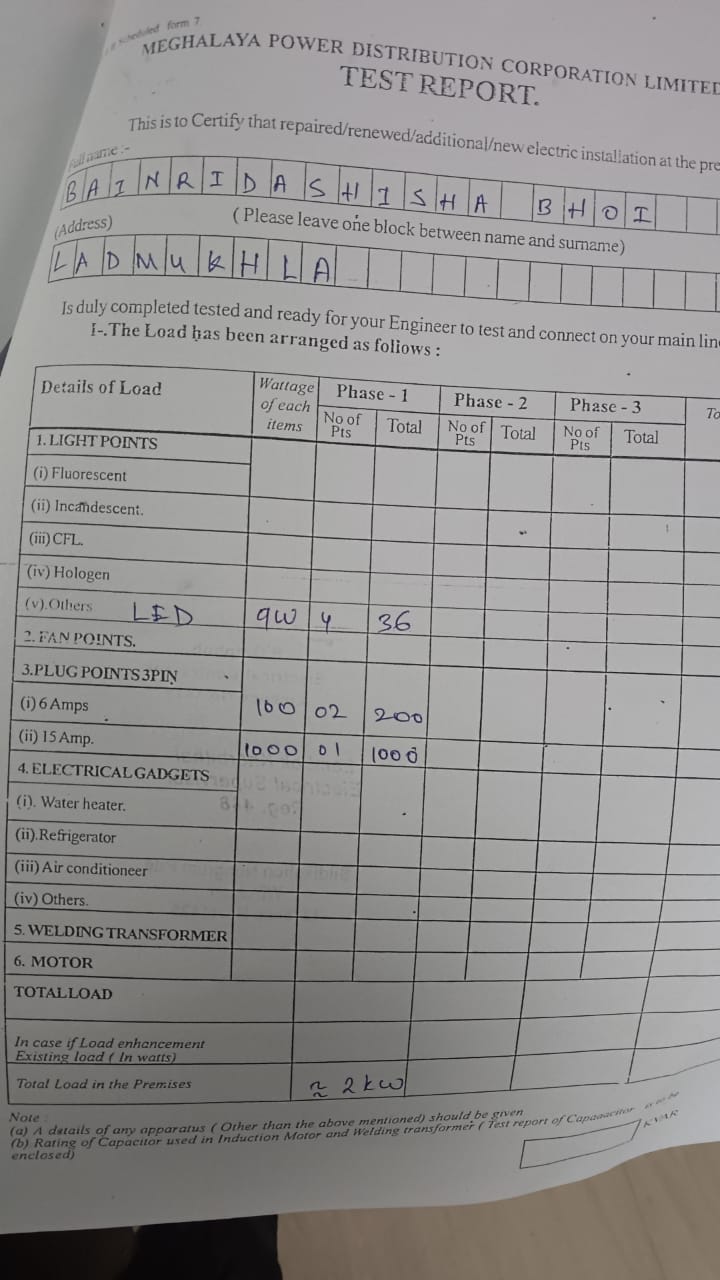 scheduled form 7
MEGHALAYA POWER DISTRIBUTION CORPORATION LIMITED
TEST REPORT.
This is to Certify that repaired/renewed/additional/new electric installation at the pre
Full name :-
BAINRIDASHISHA BHOI
(Address) ( Please leave one block between name and surname)
LADMUKHLA
Is duly completed tested and ready for your Engineer to test and connect on your main lin
I-.The Load has been arranged as follows :
Details of Load Wattage of each items Phase - 1 Phase - 2 Phase - 3 To
No of Pts Total No of Pts Total No of Pts Total
1. LIGHT POINTS
(i) Fluorescent
(ii) Incandescent.
(iii) CFL.
(iv) Hologen
(v).Others LED 9W 4 36
2. FAN POINTS.
3.PLUG POINTS 3PIN
(i) 6 Amps 100 02 200
(ii) 15 Amp. 1000 01 1000
4. ELECTRICAL GADGETS
(i). Water heater.
(ii).Refrigerator
(iii) Air conditioneer
(iv) Others.
5. WELDING TRANSFORMER
6. MOTOR
TOTAL LOAD
In case if Load enhancement
Existing load ( In watts)
Total Load in the Premises ≈ 2kW
Note :
(a) A datails of any apparatus ( Other than the above mentioned) should be given
(b) Rating of Capacitor used in Induction Motor and Welding transformer ( Test report of Capaaacitor is to be
enclosed) KVAR